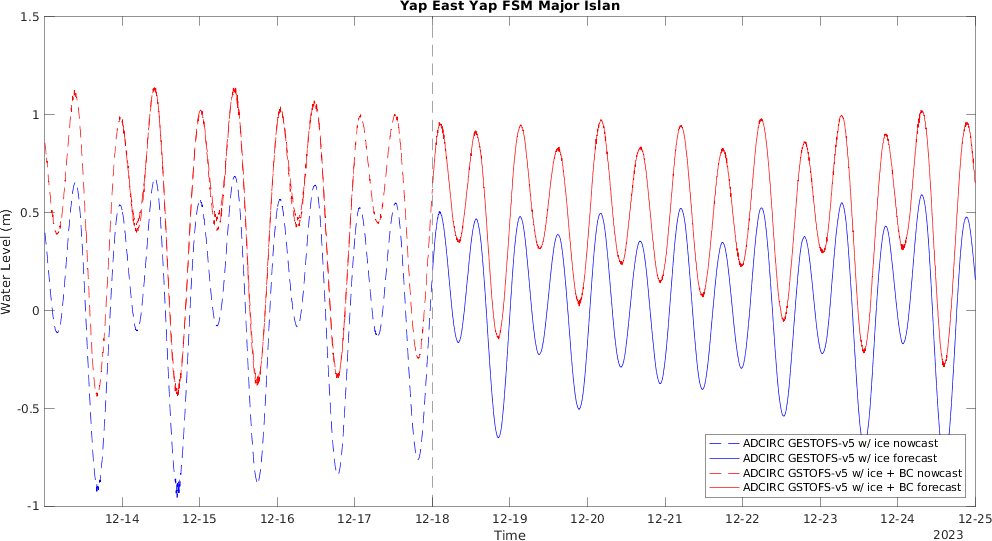 Yap East Yap FSM Major Islan
1.5
1
0.5
0
-0.5
-1
Water Level (m)
12-14 12-15 12-16 12-17 12-18 12-19 12-20 12-21 12-22 12-23 12-24 12-25
Time
2023
ADCIRC GESTOFS-v5 w/ ice nowcast
ADCIRC GESTOFS-v5 w/ ice forecast
ADCIRC GSTOFS-v5 w/ ice + BC nowcast
ADCIRC GSTOFS-v5 w/ ice + BC forecast